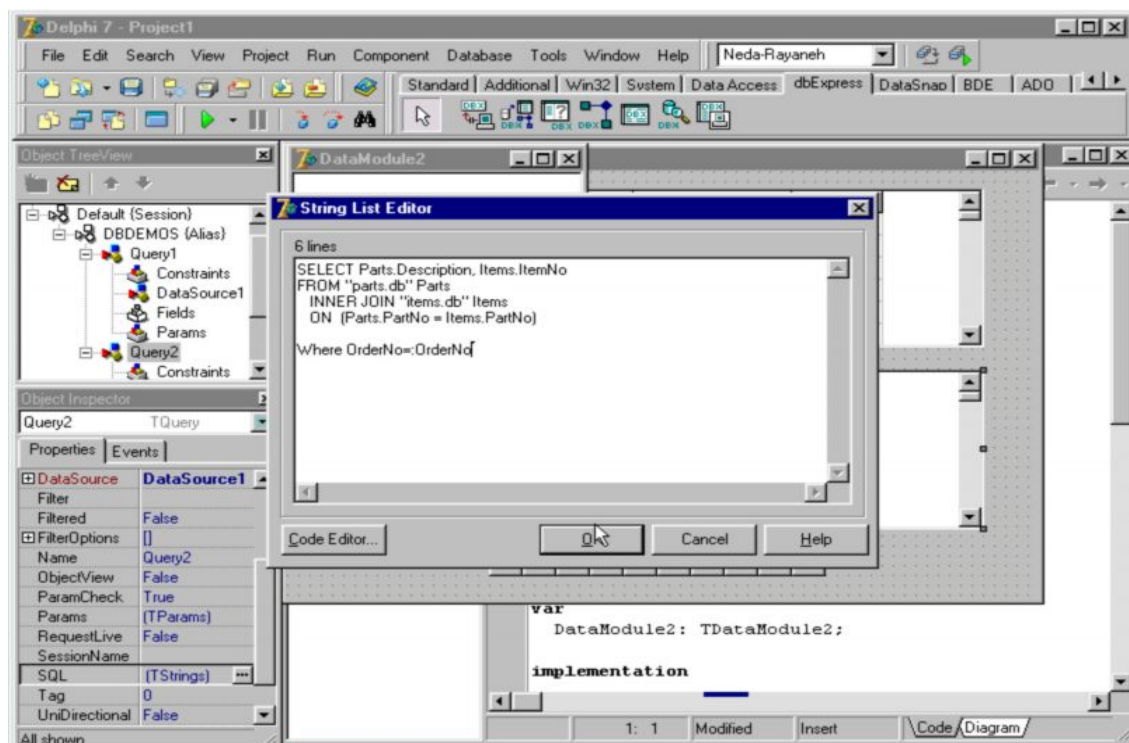 Delphi 7 - Project1
File Edit Search View Project Run Component Database Tools Window Help Neda-Rayaneh
Standard Additional Win32 System Data Access dbExpress DataSnap BDE ADO
Object TreeView
Default {Session}
DBDEMOS {Alias}
Query1
Constraints
DataSource1
Fields
Params
Query2
Constraints
Object Inspector
Query2 TQuery
Properties Events
DataSource DataSource1
Filter
Filtered False
FilterOptions []
Name Query2
ObjectView False
ParamCheck True
Params (TParams)
RequestLive False
SessionName
SQL (TStrings) ...
Tag 0
UniDirectional False
All shown
DataModule2
String List Editor
6 lines
SELECT Parts.Description, Items.ItemNo
FROM "parts.db" Parts
INNER JOIN "items.db" Items
ON (Parts.PartNo = Items.PartNo)
Where OrderNo=:OrderNo
Code Editor... Cancel Help
var
DataModule2: TDataModule2;
implementation
1: 1 Modified Insert Code Diagram